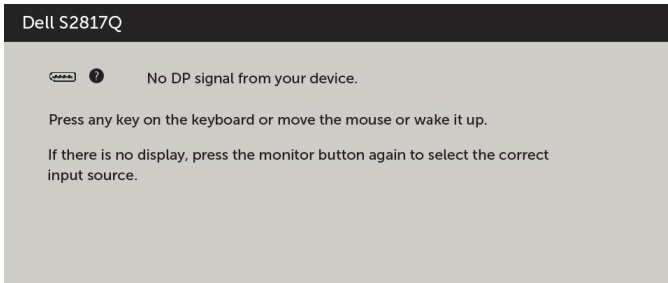 Dell S2817Q
? No DP signal from your device.
Press any key on the keyboard or move the mouse or wake it up.
If there is no display, press the monitor button again to select the correct
input source.